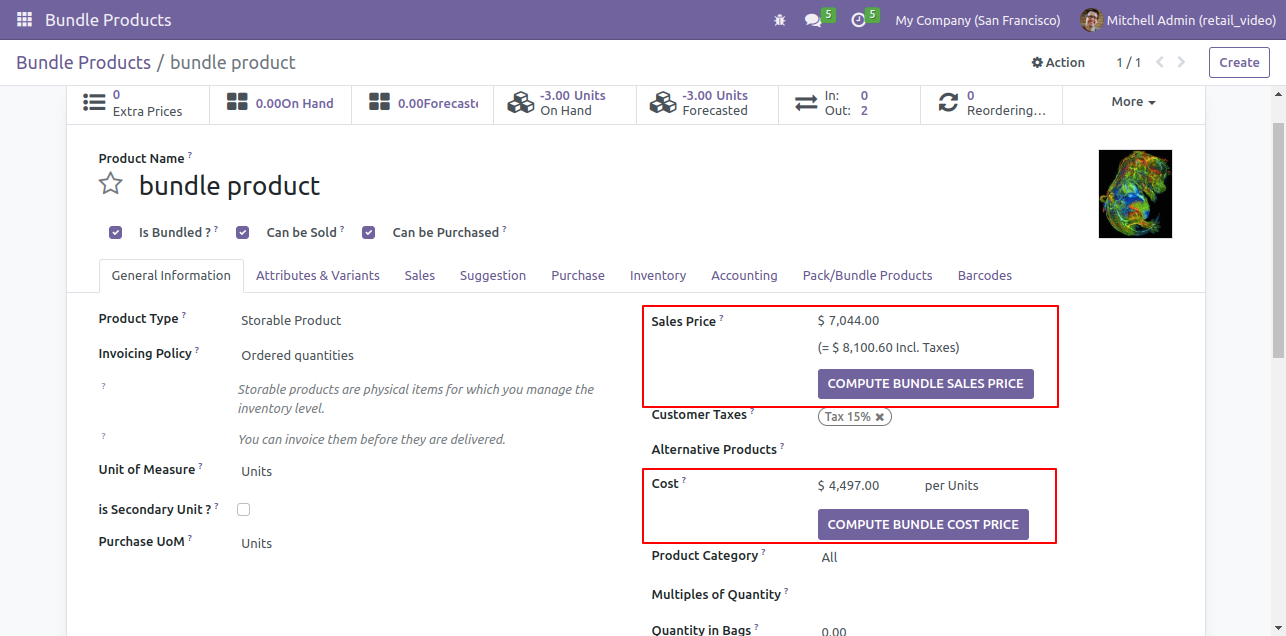 Bundle Products
5
5
My Company (San Francisco)
Mitchell Admin (retail_video)
Bundle Products / bundle product
Action
1 / 1
Create
0
Extra Prices
0.00On Hand
0.00Forecaste
-3.00 Units
On Hand
-3.00 Units
Forecasted
In: 0
Out: 2
0
Reordering...
More
Product Name ?
bundle product
Is Bundled ? ?
Can be Sold ?
Can be Purchased ?
General Information
Attributes & Variants
Sales
Suggestion
Purchase
Inventory
Accounting
Pack/Bundle Products
Barcodes
Product Type ? Storable Product
Invoicing Policy ? Ordered quantities
? Storable products are physical items for which you manage the
inventory level.
? You can invoice them before they are delivered.
Unit of Measure ? Units
is Secondary Unit ? ?
Purchase UoM ? Units
Sales Price ? $ 7,044.00
(= $ 8,100.60 Incl. Taxes)
COMPUTE BUNDLE SALES PRICE
Customer Taxes ? Tax 15% ×
Alternative Products ?
Cost ? $ 4,497.00 per Units
COMPUTE BUNDLE COST PRICE
Product Category ? All
Multiples of Quantity ?
Quantity in Bags ? 0.00